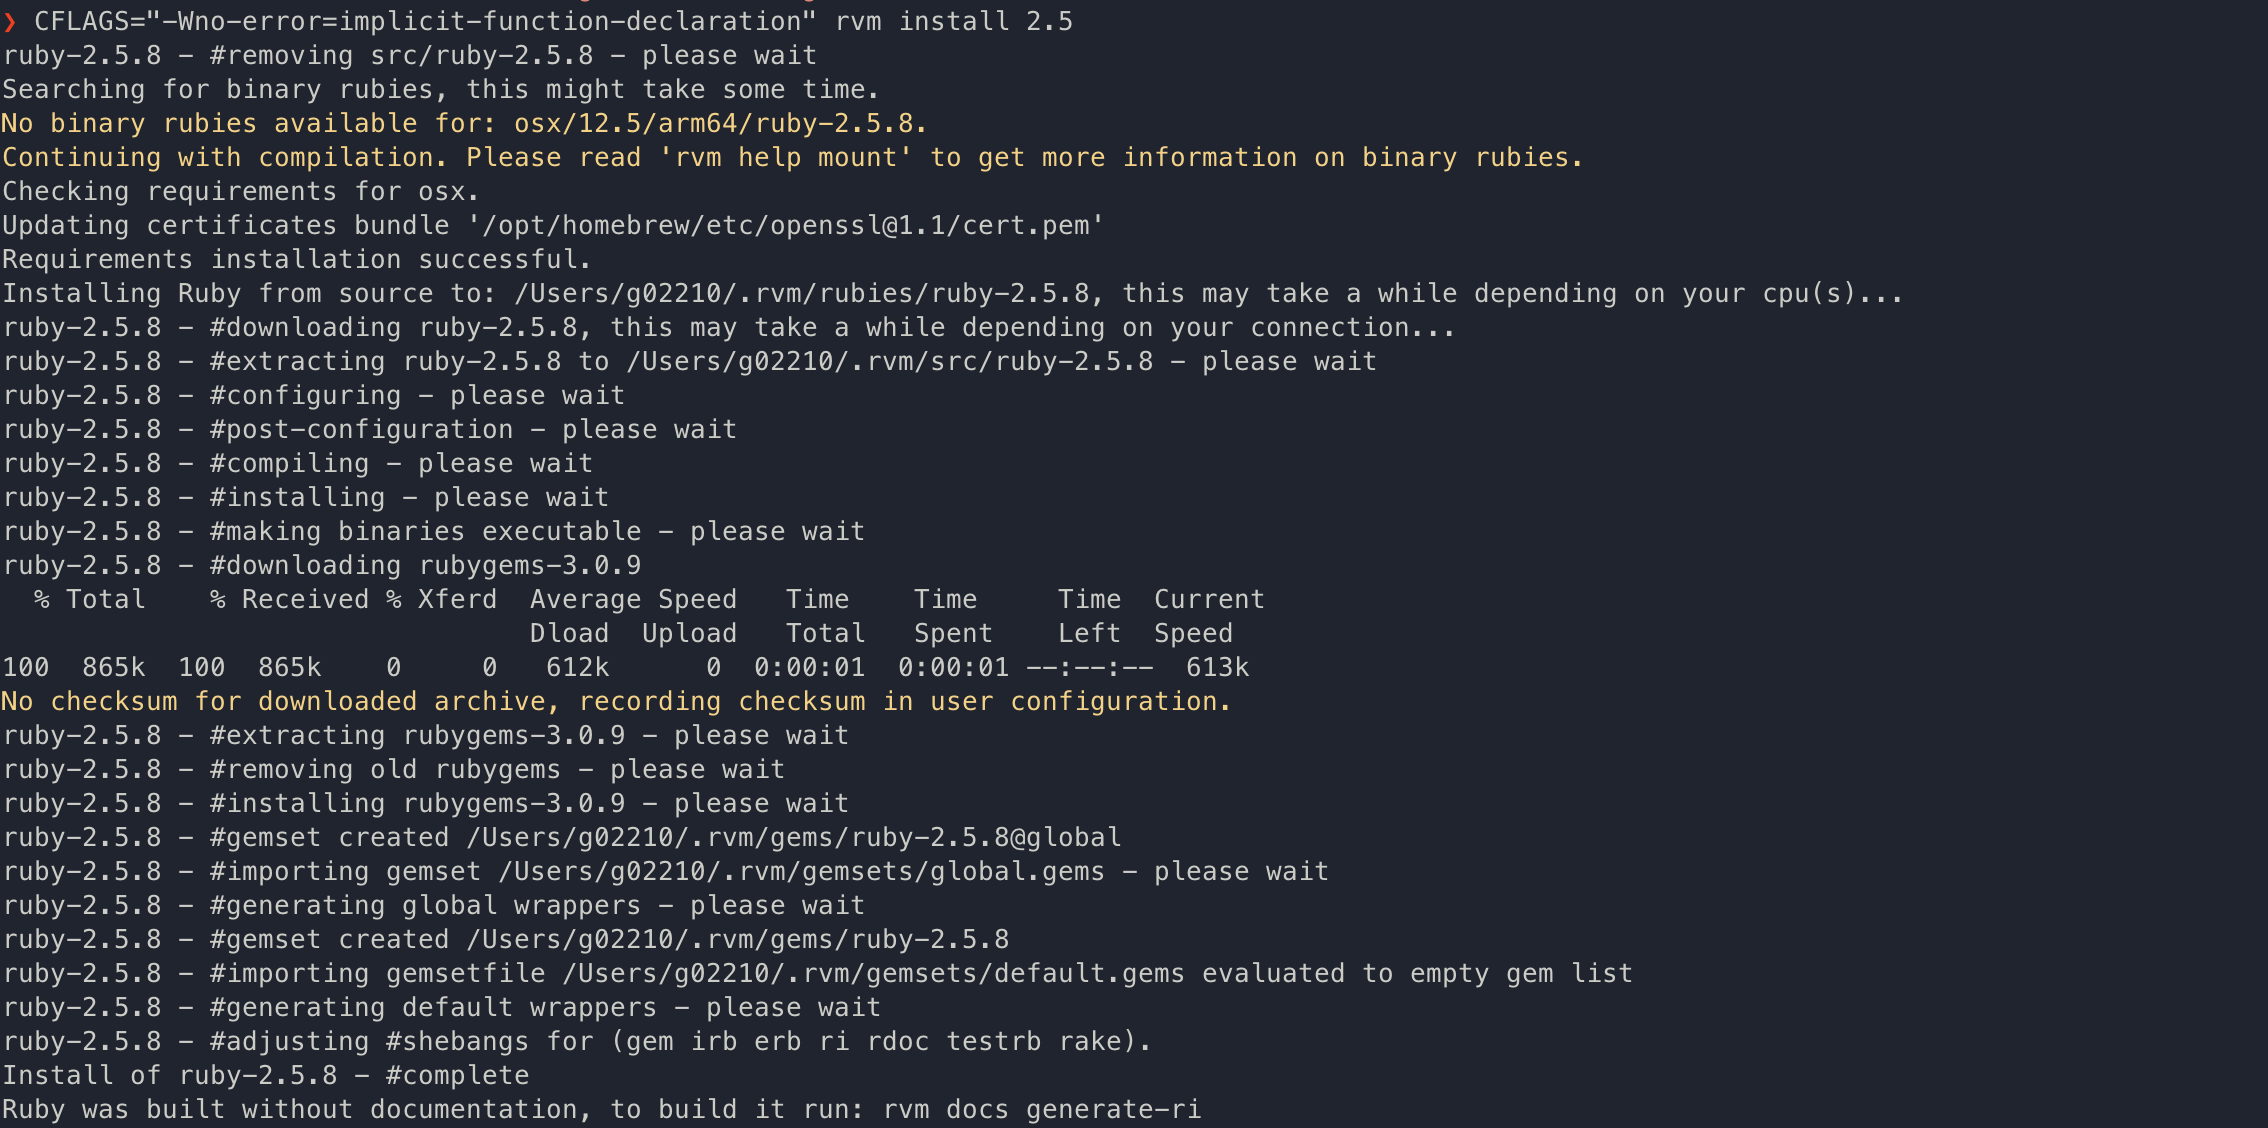 ❯ CFLAGS="-Wno-error=implicit-function-declaration" rvm install 2.5
ruby-2.5.8 - #removing src/ruby-2.5.8 - please wait
Searching for binary rubies, this might take some time.
No binary rubies available for: osx/12.5/arm64/ruby-2.5.8.
Continuing with compilation. Please read 'rvm help mount' to get more information on binary rubies.
Checking requirements for osx.
Updating certificates bundle '/opt/homebrew/etc/openssl@1.1/cert.pem'
Requirements installation successful.
Installing Ruby from source to: /Users/g02210/.rvm/rubies/ruby-2.5.8, this may take a while depending on your cpu(s)...
ruby-2.5.8 - #downloading ruby-2.5.8, this may take a while depending on your connection...
ruby-2.5.8 - #extracting ruby-2.5.8 to /Users/g02210/.rvm/src/ruby-2.5.8 - please wait
ruby-2.5.8 - #configuring - please wait
ruby-2.5.8 - #post-configuration - please wait
ruby-2.5.8 - #compiling - please wait
ruby-2.5.8 - #installing - please wait
ruby-2.5.8 - #making binaries executable - please wait
ruby-2.5.8 - #downloading rubygems-3.0.9
  % Total    % Received % Xferd  Average Speed   Time    Time     Time  Current
                                 Dload  Upload   Total   Spent    Left  Speed
100  865k  100  865k    0     0   612k      0  0:00:01  0:00:01 --:--:--  613k
No checksum for downloaded archive, recording checksum in user configuration.
ruby-2.5.8 - #extracting rubygems-3.0.9 - please wait
ruby-2.5.8 - #removing old rubygems - please wait
ruby-2.5.8 - #installing rubygems-3.0.9 - please wait
ruby-2.5.8 - #gemset created /Users/g02210/.rvm/gems/ruby-2.5.8@global
ruby-2.5.8 - #importing gemset /Users/g02210/.rvm/gemsets/global.gems - please wait
ruby-2.5.8 - #generating global wrappers - please wait
ruby-2.5.8 - #gemset created /Users/g02210/.rvm/gems/ruby-2.5.8
ruby-2.5.8 - #importing gemsetfile /Users/g02210/.rvm/gemsets/default.gems evaluated to empty gem list
ruby-2.5.8 - #generating default wrappers - please wait
ruby-2.5.8 - #adjusting #shebangs for (gem irb erb ri rdoc testrb rake).
Install of ruby-2.5.8 - #complete
Ruby was built without documentation, to build it run: rvm docs generate-ri